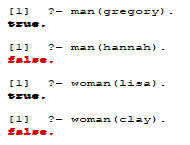 [1] ?- man(gregory).
true.
[1] ?- man(hannah).
false.
[1] ?- woman(lisa).
true.
[1] ?- woman(clay).
false.